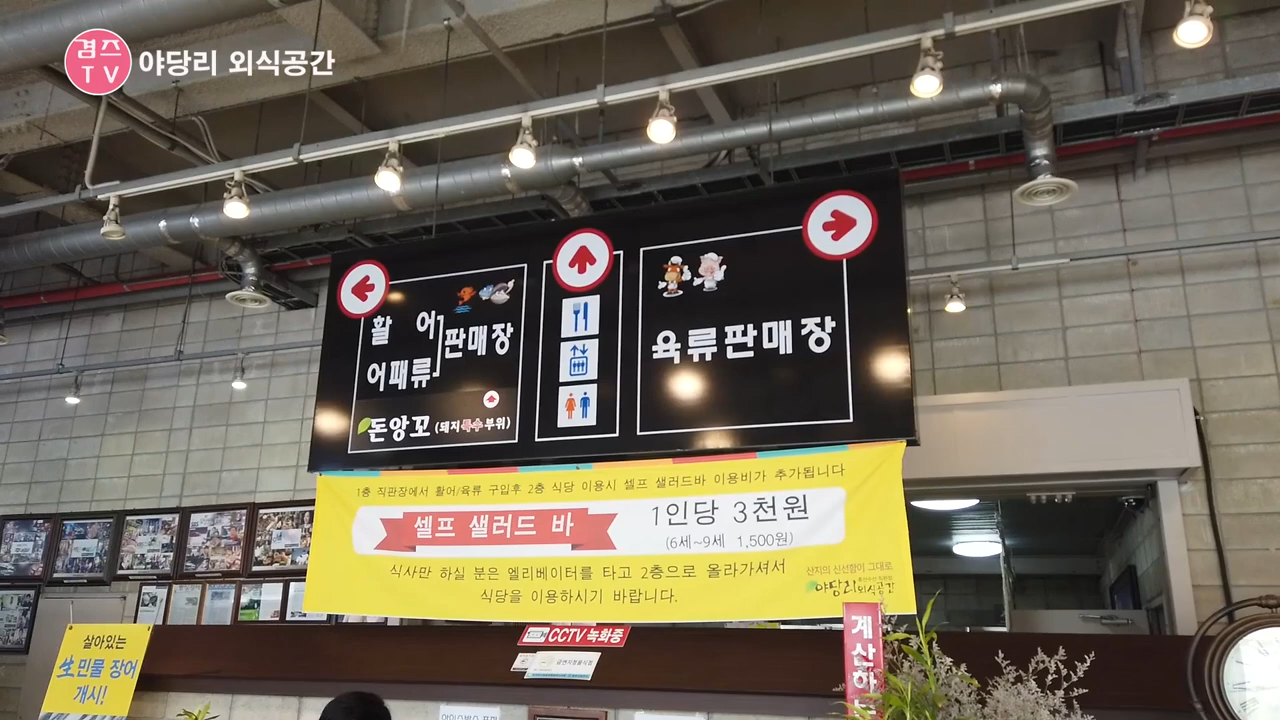 겸즈
TV
야당리 외식공간
활 어
어패류
판매장
돈앙꼬 (돼지특수부위)
육류판매장
1층 직판장에서 활어/육류 구입후 2층 식당 이용시 셀프 샐러드바 이용비가 추가됩니다
셀프 샐러드 바
1인당 3천원
(6세~9세 1,500원)
식사만 하실 분은 엘리베이터를 타고 2층으로 올라가셔서
식당을 이용하시기 바랍니다.
산지의 신선함이 그대로
야당리외식공간
CCTV 녹화중
살아있는
生민물 장어
개시!
계산하